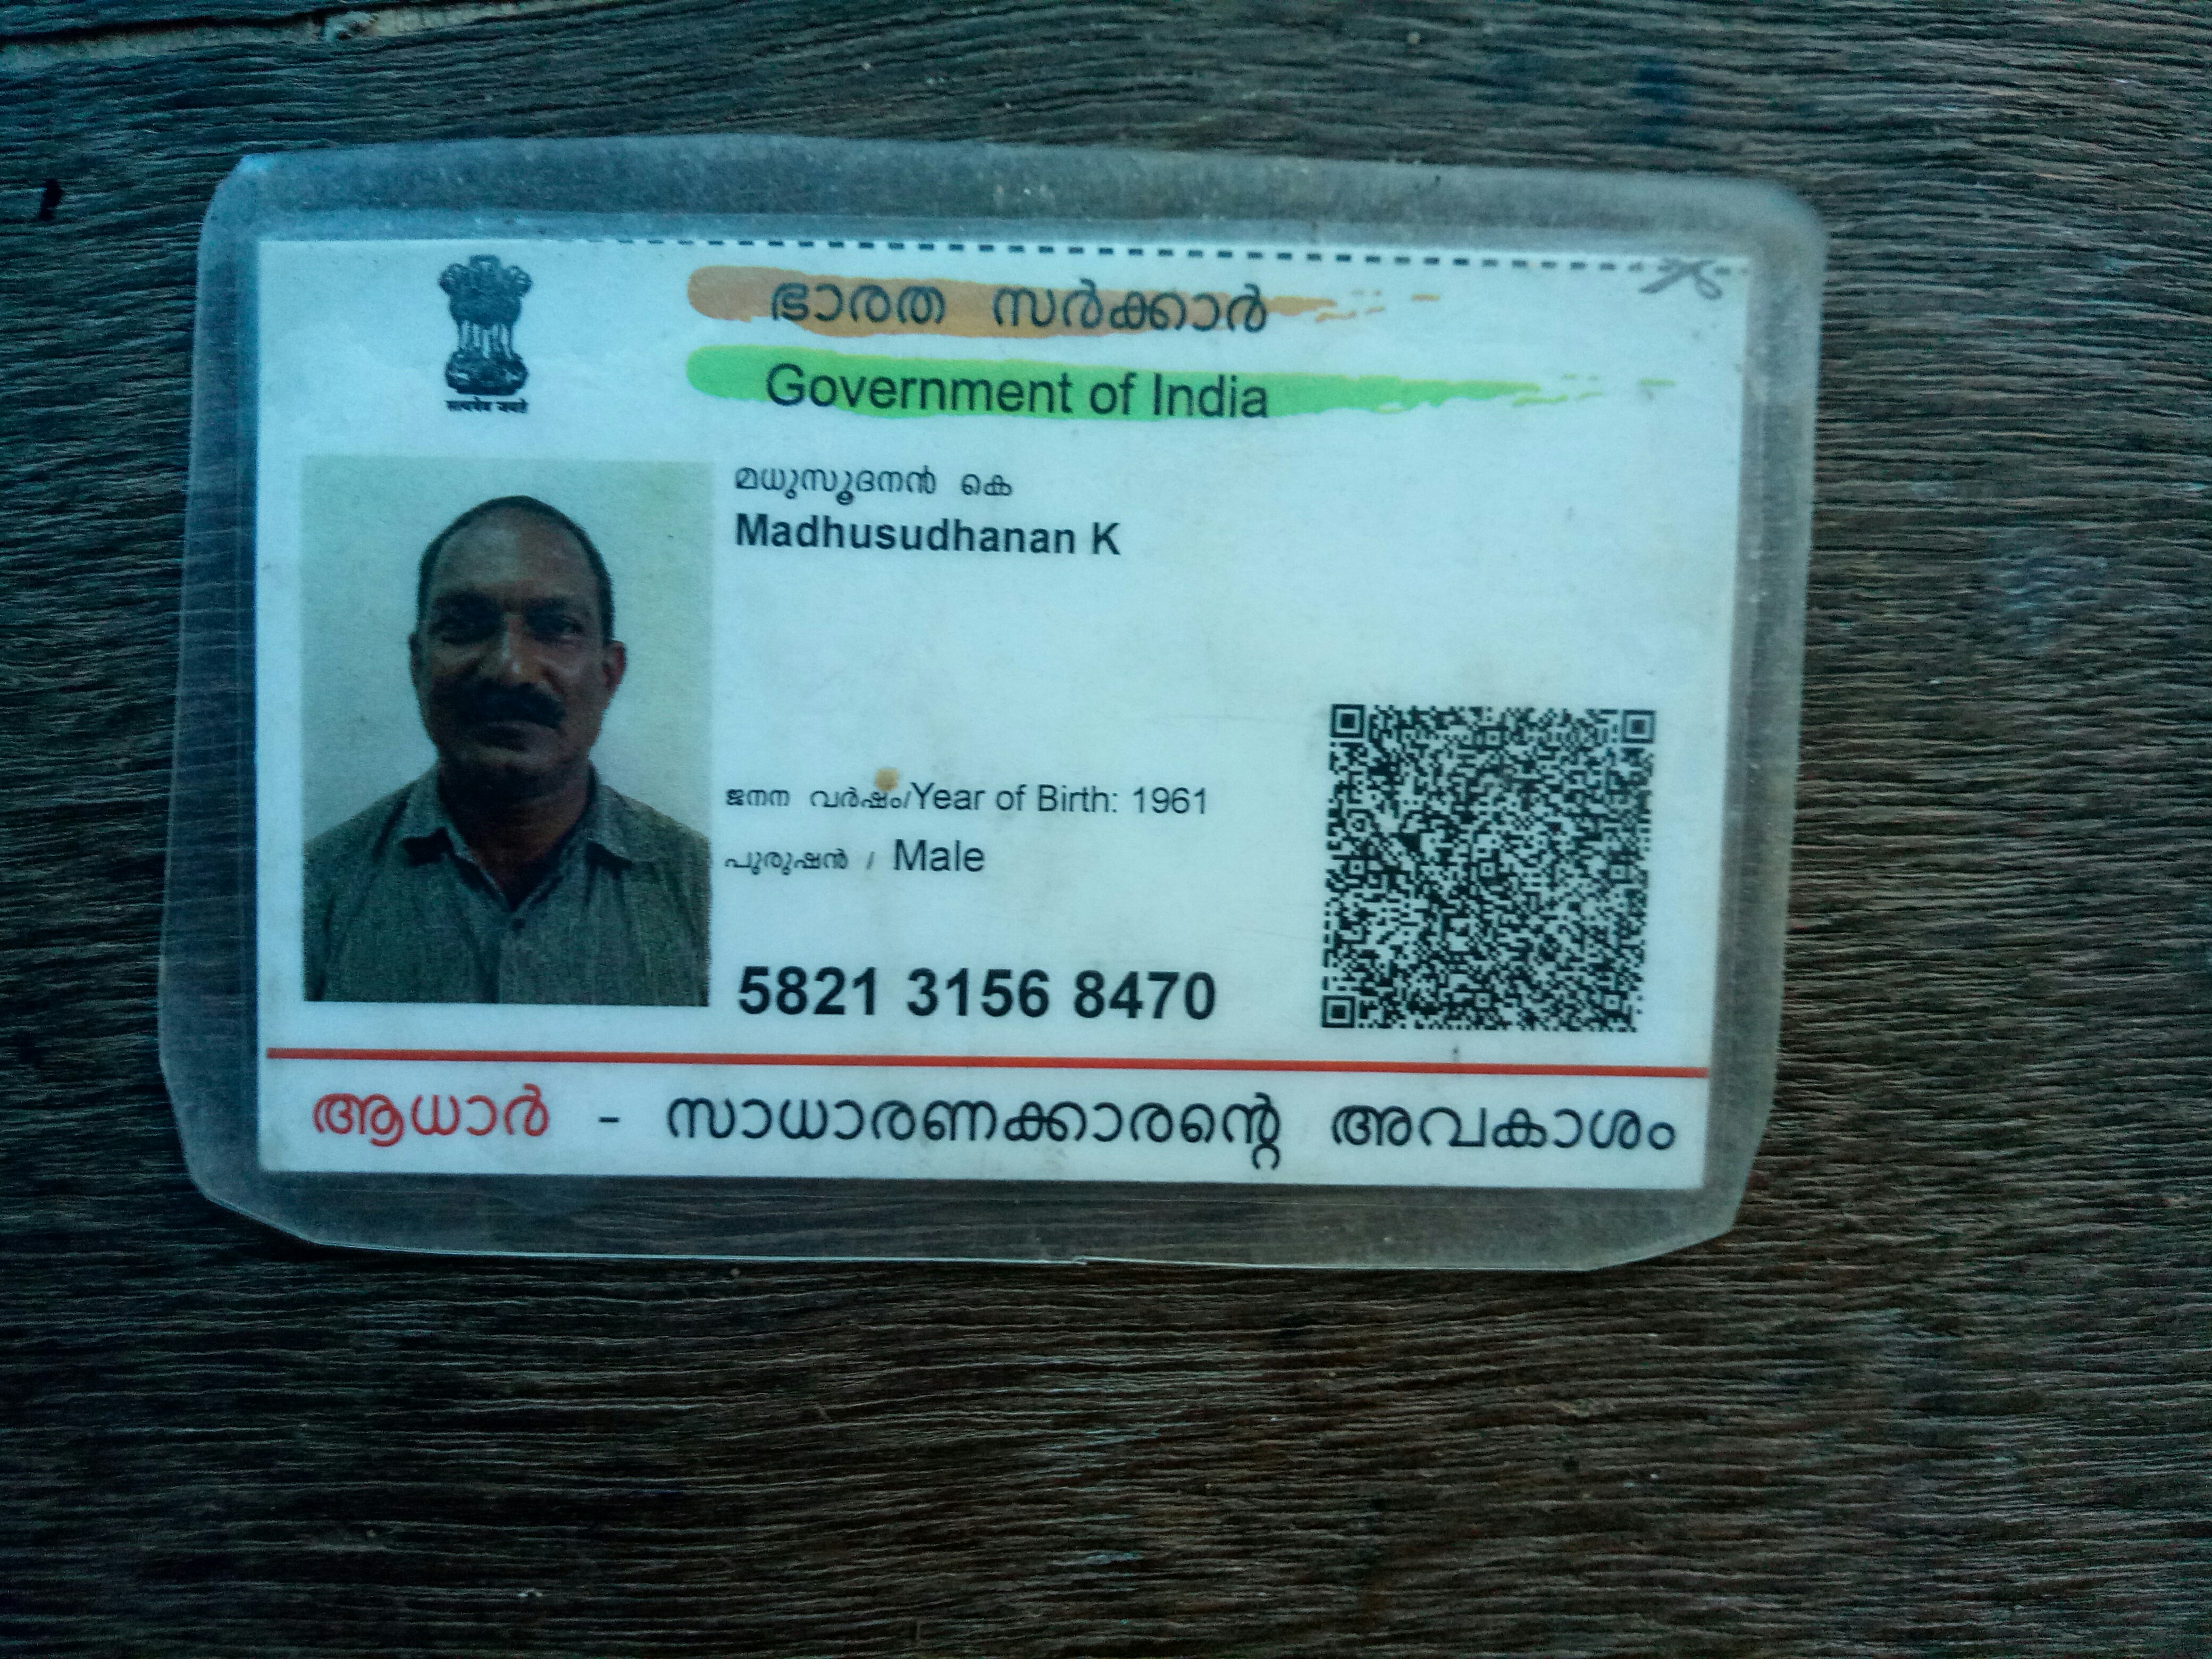 ഭാരത സർക്കാർ
Government of India
सत्यमेव जयते
മധുസൂദനൻ കെ
Madhusudhanan K
ജനന വർഷം/Year of Birth: 1961
പുരുഷൻ / Male
5821 3156 8470
ആധാർ - സാധാരണക്കാരന്റെ അവകാശം